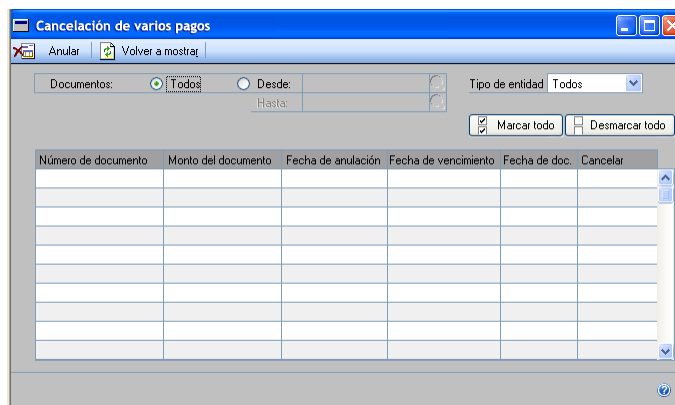 Cancelación de varios pagos
Anular Volver a mostrar
Documentos: Todos Desde: Tipo de entidad Todos
Hasta:
Marcar todo Desmarcar todo
Número de documento Monto del documento Fecha de anulación Fecha de vencimiento Fecha de doc. Cancelar